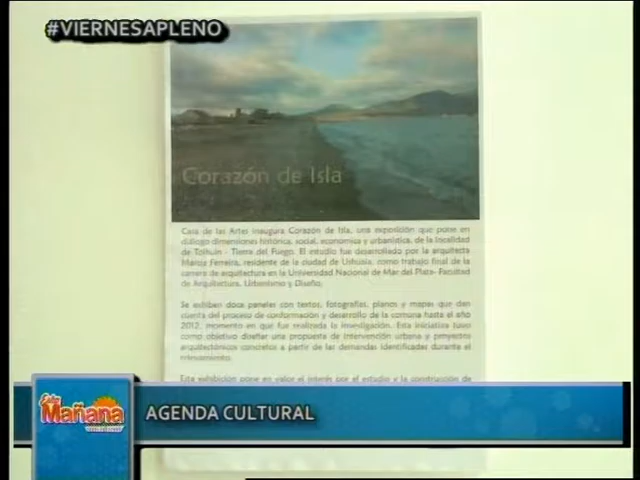 #VIERNESAPLENO
Corazón de Isla
Casa de las Artes inaugura Corazón de Isla, una exposición que pone en
diálogo dimensiones histórica, social, económica y urbanística, de la localidad
de Tolhuin - Tierra del Fuego. El estudio fue desarrollado por la arquitecta
Marcia Ferreira, residente de la ciudad de Ushuaia, como trabajo final de la
carrera de arquitectura en la Universidad Nacional de Mar del Plata- Facultad
de Arquitectura, Urbanismo y Diseño.
Se exhiben doce paneles con textos, fotografías, planos y mapas que dan
cuenta del proceso de conformación y desarrollo de la comuna hasta el año
2012, momento en que fue realizada la investigación. Esta iniciativa tuvo
como objetivo diseñar una propuesta de intervención urbana y proyectos
arquitectónicos concretos a partir de las demandas identificadas durante el
relevamiento.
Esta exhibición pone en valor el interés por el estudio y la construcción de
Mañana
AGENDA CULTURAL